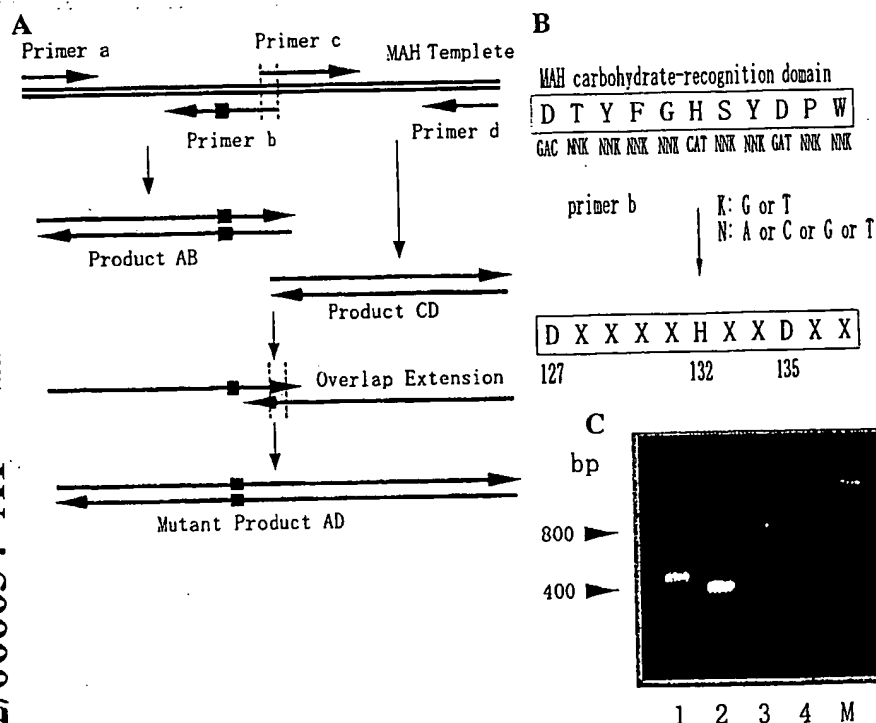 A
Primer a
Primer c
MAH Templete
Primer b
Primer d
Product AB
Product CD
Overlap Extension
Mutant Product AD
B
MAH carbohydrate-recognition domain
D T Y F G H S Y D P W
GAC NNK NNK NNK NNK CAT NNK NNK GAT NNK NNK
primer b
K: G or T
N: A or C or G or T
D X X X X H X X D X X
127 132 135
C
bp
800
400
1 2 3 4 M